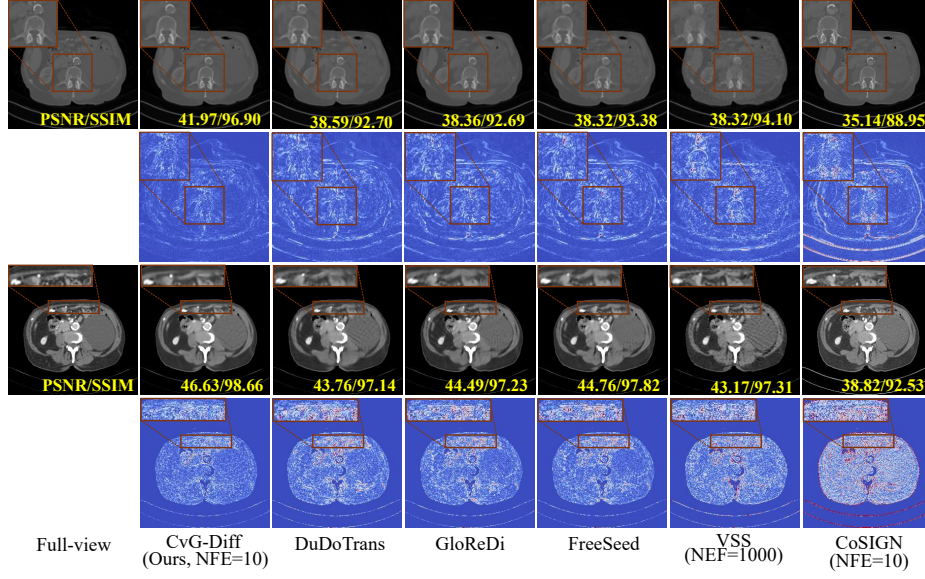 PSNR/SSIM 41.97/96.90 38.59/92.70 38.36/92.69 38.32/93.38 38.32/94.10 35.14/88.95
PSNR/SSIM 46.63/98.66 43.76/97.14 44.49/97.23 44.76/97.82 43.17/97.31 38.82/92.53
Full-view CvG-Diff DuDoTrans GloReDi FreeSeed VSS CoSIGN
(Ours, NFE=10) (NEF=1000) (NFE=10)